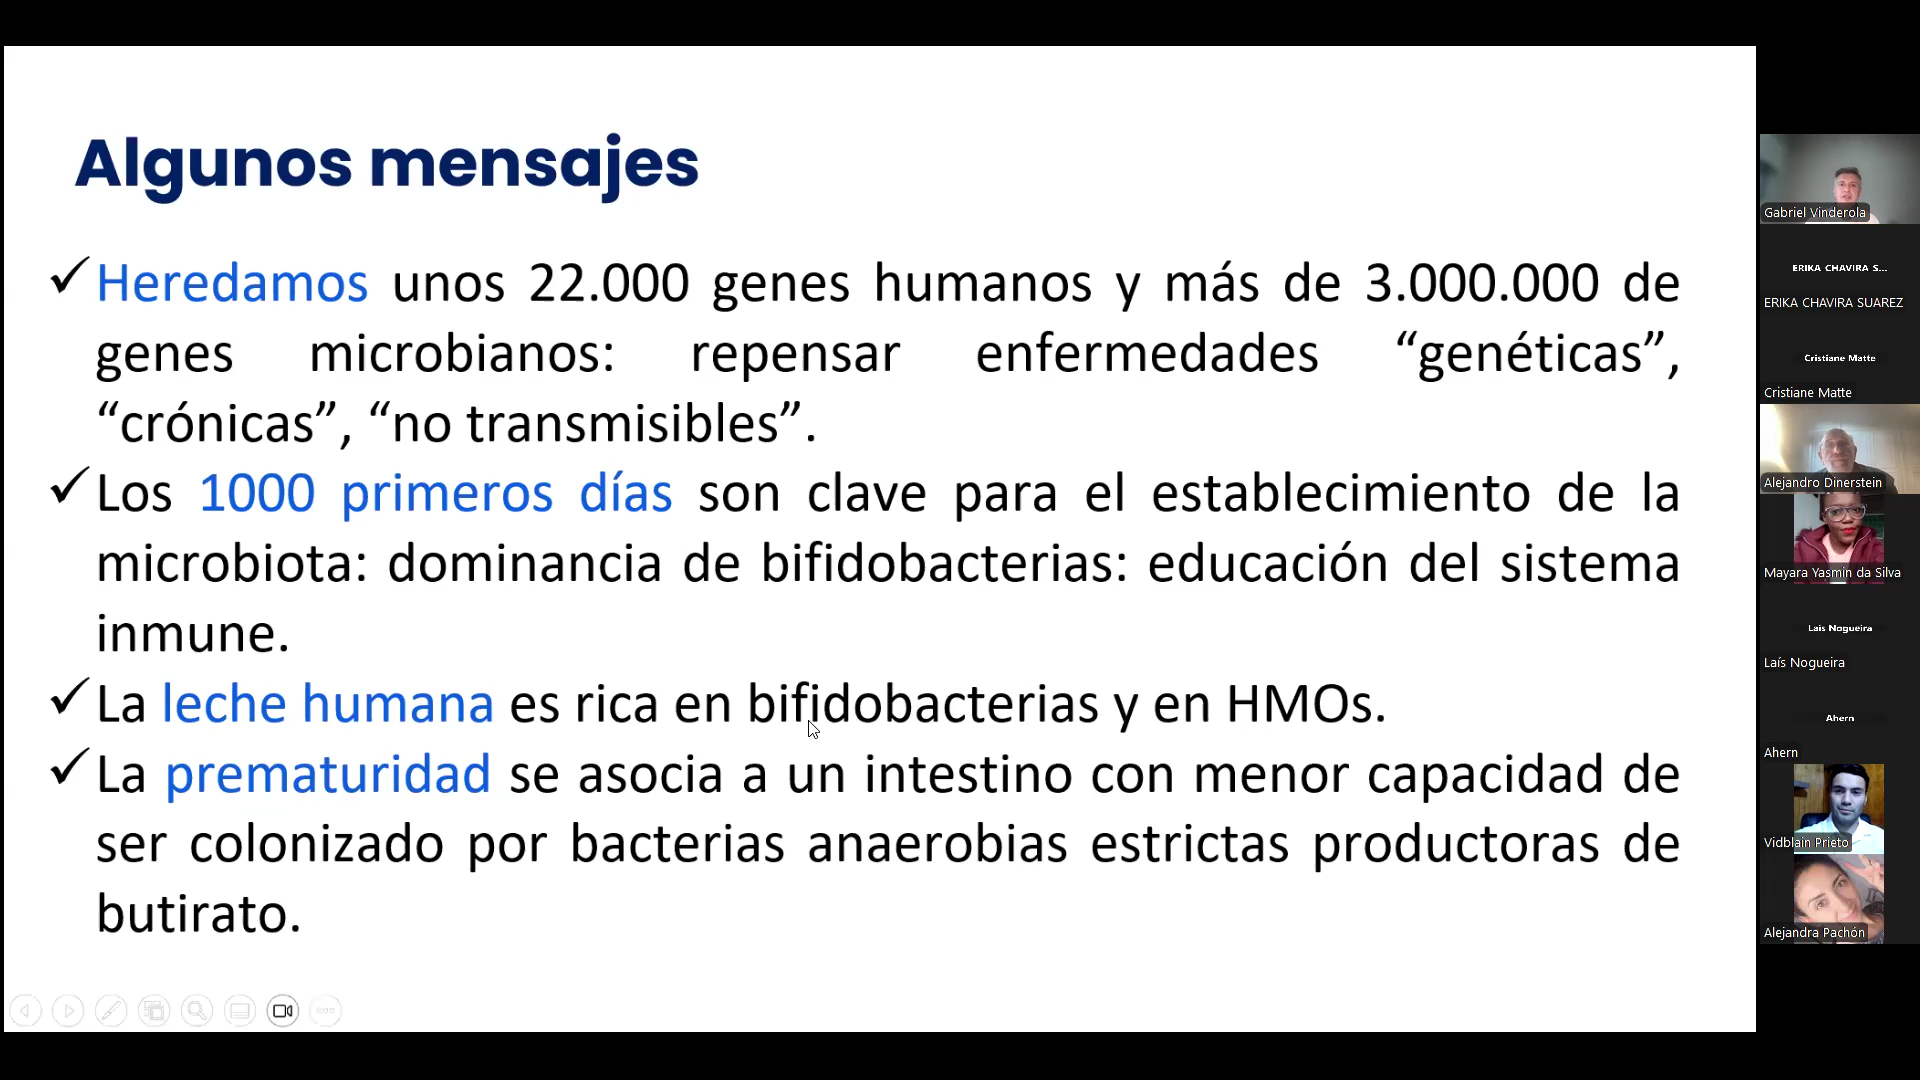 Algunos mensajes
✓Heredamos unos 22.000 genes humanos y más de 3.000.000 de
genes microbianos: repensar enfermedades “genéticas”,
“crónicas”, “no transmisibles”.
✓Los 1000 primeros días son clave para el establecimiento de la
microbiota: dominancia de bifidobacterias: educación del sistema
inmune.
✓La leche humana es rica en bifidobacterias y en HMOs.
✓La prematuridad se asocia a un intestino con menor capacidad de
ser colonizado por bacterias anaerobias estrictas productoras de
butirato.
Gabriel Vinderola
ERIKA CHAVIRA S...
ERIKA CHAVIRA SUAREZ
Cristiane Matte
Cristiane Matte
Alejandro Dinerstein
Mayara Yasmin da Silva
Laís Nogueira
Laís Nogueira
Ahern
Ahern
Vidblain Prieto
Alejandra Pachón